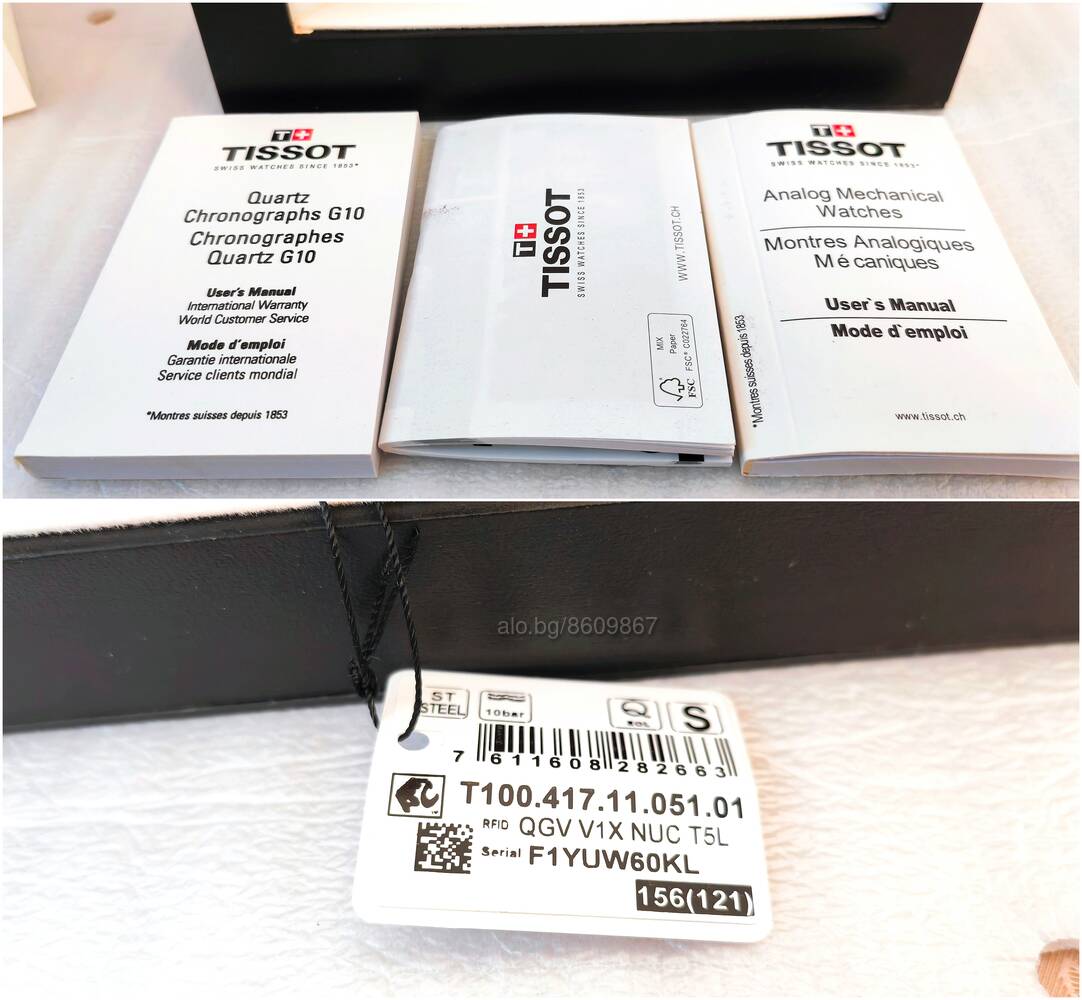 T+
TISSOT
SWISS WATCHES SINCE 1853*
Quartz
Chronographs G10
Chronographes
Quartz G10
User's Manual
International Warranty
World Customer Service
Mode d'emploi
Garantie internationale
Service clients mondial
*Montres suisses depuis 1853
T+
TISSOT
SWISS WATCHES SINCE 1853
WWW.TISSOT.CH
MIX
Paper
FSC® C022764
FSC
T+
TISSOT
SWISS WATCHES SINCE 1853*
Analog Mechanical
Watches
Montres Analogiques
Mé caniques
User`s Manual
Mode d`emploi
www.tissot.ch
*Montres suisses depuis 1853
alo.bg/8609867
ST
STEEL
10bar
Q
S
7 611608 282663
T100.417.11.051.01
RFID QGV V1X NUC T5L
Serial F1YUW60KL
156(121)